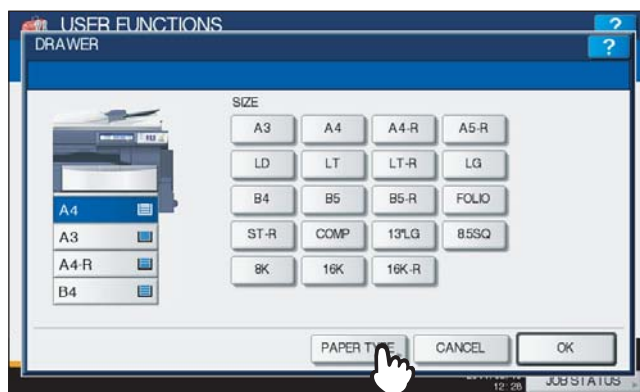 USER FUNCTIONS
?
DRAWER
?
SIZE
A3 A4 A4-R A5-R
LD LT LT-R LG
B4 B5 B5-R FOLIO
ST-R COMP 13"LG 8.5SQ
8K 16K 16K-R
A4
A3
A4-R
B4
PAPER CANCEL OK
12:28 JOB STATUS